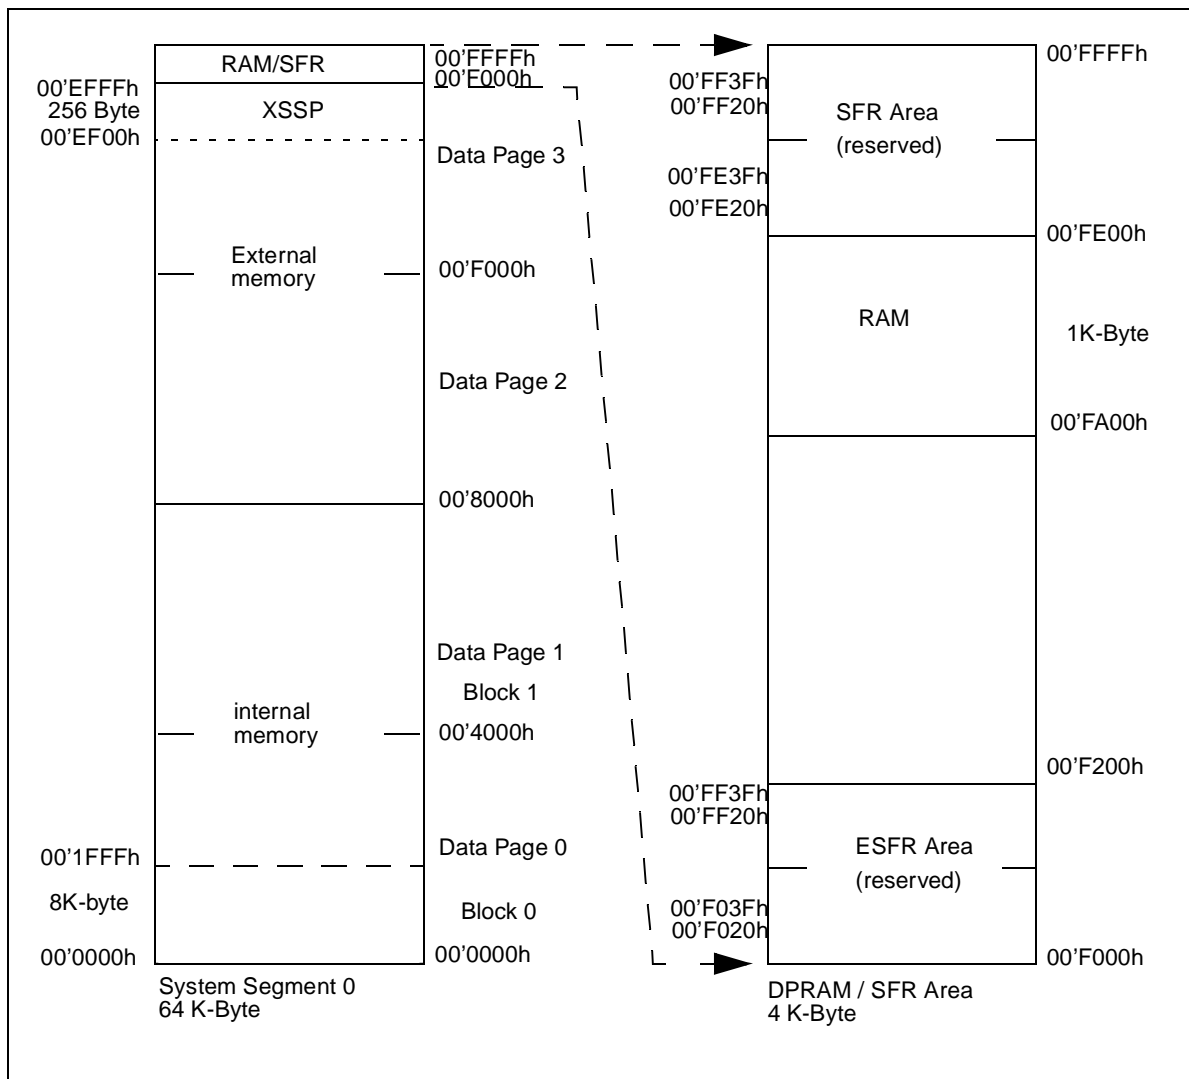 RAM/SFR
00'FFFFh
00'F000h
00'EFFFh
256 Byte
00'EF00h
XSSP
Data Page 3
External
memory
00'F000h
Data Page 2
00'8000h
Data Page 1
Block 1
internal
memory
00'4000h
00'1FFFh
Data Page 0
8K-byte
Block 0
00'0000h
00'0000h
System Segment 0
64 K-Byte
00'FFFFh
00'FF3Fh
00'FF20h
SFR Area
(reserved)
00'FE3Fh
00'FE20h
00'FE00h
RAM
1K-Byte
00'FA00h
00'F200h
00'FF3Fh
00'FF20h
ESFR Area
(reserved)
00'F03Fh
00'F020h
00'F000h
DPRAM / SFR Area
4 K-Byte